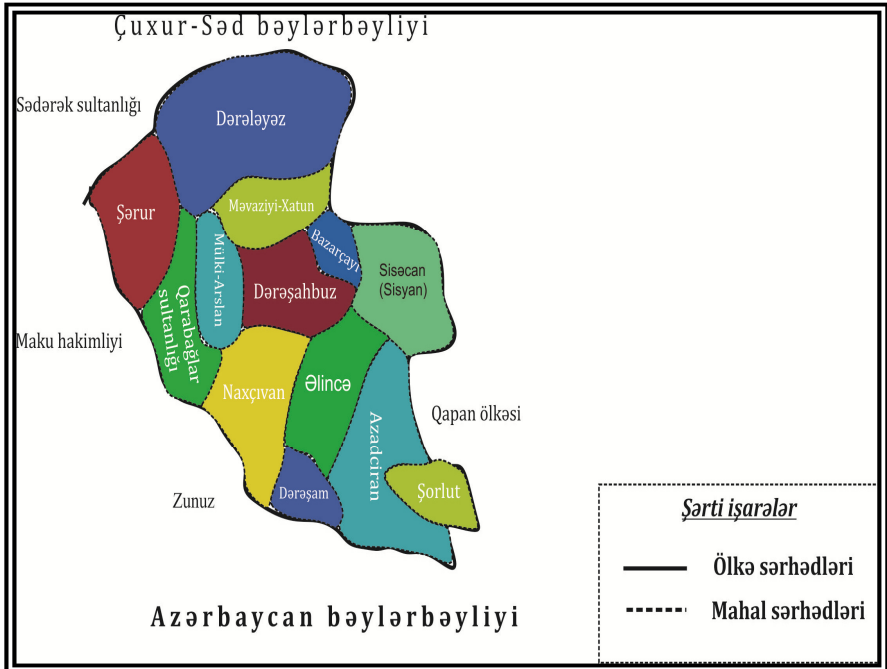 Çuxur-Səd bəylərbəyliyi
Sədərək sultanlığı
Dərələyəz
Məvaziyi-Xatun
Şərur
Bazarçayı
Mülki-Arslan
Sisəcan
(Sisyan)
Dərəşahbuz
Qarabağlar
sultanlığı
Maku hakimliyi
Naxçıvan
Əlincə
Azadciran
Qapan ölkəsi
Zunuz
Dərəşam
Şorlut
Şərti işarələr
Ölkə sərhədləri
Mahal sərhədləri
Azərbaycan bəylərbəyliyi